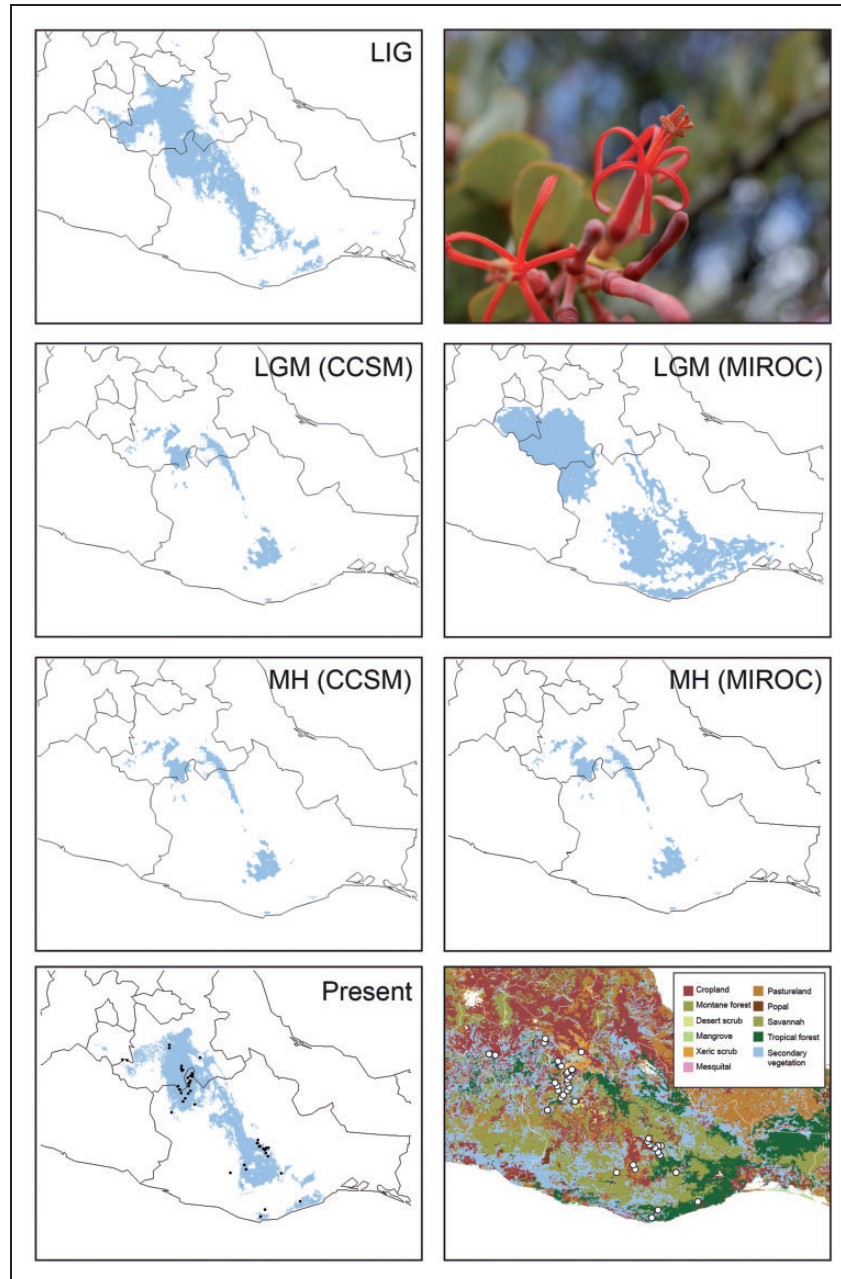 LIG
LGM (CCSM)
LGM (MIROC)
MH (CCSM)
MH (MIROC)
Present
Cropland
Montane forest
Desert scrub
Mangrove
Xeric scrub
Mesquital
Pastureland
Popal
Savannah
Tropical forest
Secondary
vegetation